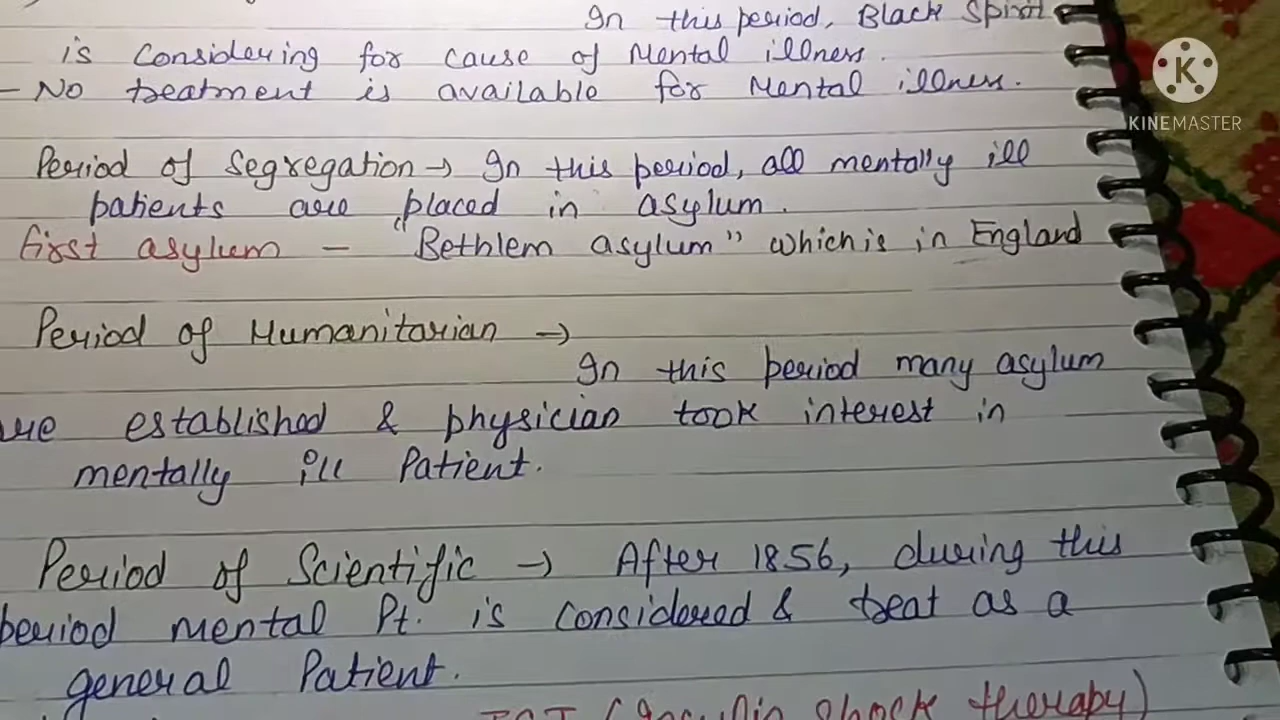 In this period, Black Spirit
is Considering for cause of Mental illness.
- No treatment is available for Mental illness.
Period of Segregation → In this period, all mentally ill
patients are placed in asylum.
First asylum - "Bethlem asylum" which is in England
Period of Humanitarian →
In this period many asylum
are established & physician took interest in
mentally ill Patient.
Period of Scientific → After 1856, during this
period mental Pt. is considered & treat as a
general Patient.
(Insulin shock therapy)
K
KINEMASTER